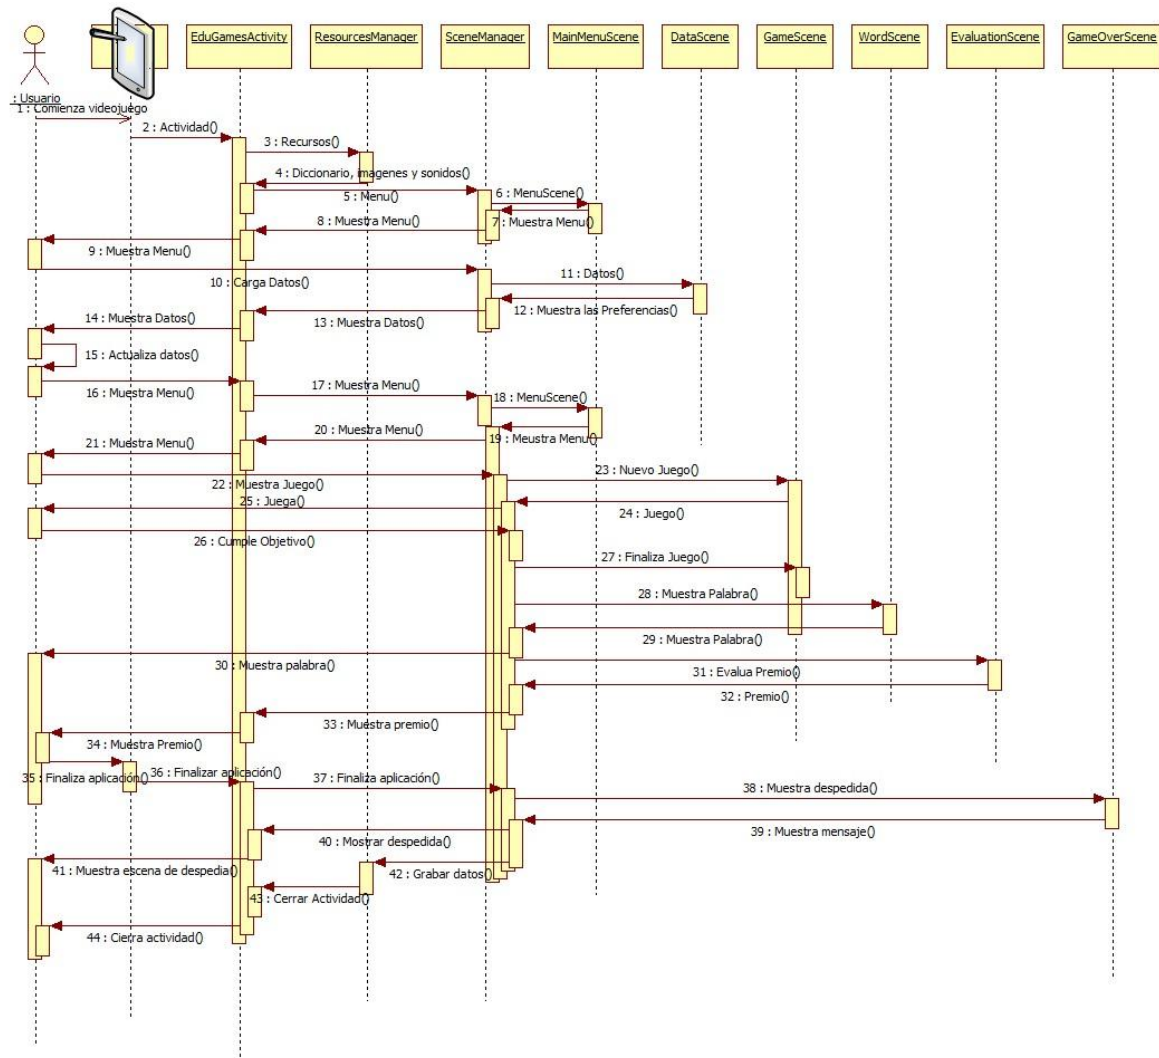 EduGamesActivity
ResourcesManager
SceneManager
MainMenuScene
DataScene
GameScene
WordScene
EvaluationScene
GameOverScene
: Usuario
1 : Comienza videojuego
2 : Actividad()
3 : Recursos()
4 : Diccionario, imagenes y sonidos()
5 : Menu()
6 : MenuScene()
7 : Muestra Menu()
8 : Muestra Menu()
9 : Muestra Menu()
10 : Carga Datos()
11 : Datos()
12 : Muestra las Preferencias()
13 : Muestra Datos()
14 : Muestra Datos()
15 : Actualiza datos()
16 : Muestra Menu()
17 : Muestra Menu()
18 : MenuScene()
19 : Meustra Menu()
20 : Muestra Menu()
21 : Muestra Menu()
22 : Muestra Juego()
23 : Nuevo Juego()
24 : Juego()
25 : Juega()
26 : Cumple Objetivo()
27 : Finaliza Juego()
28 : Muestra Palabra()
29 : Muestra Palabra()
30 : Muestra palabra()
31 : Evalua Premio()
32 : Premio()
33 : Muestra premio()
34 : Muestra Premio()
35 : Finaliza aplicación()
36 : Finalizar aplicación()
37 : Finaliza aplicación()
38 : Muestra despedida()
39 : Muestra mensaje()
40 : Mostrar despedida()
41 : Muestra escena de despedia()
42 : Grabar datos()
43 : Cerrar Actividad()
44 : Cierra actividad()